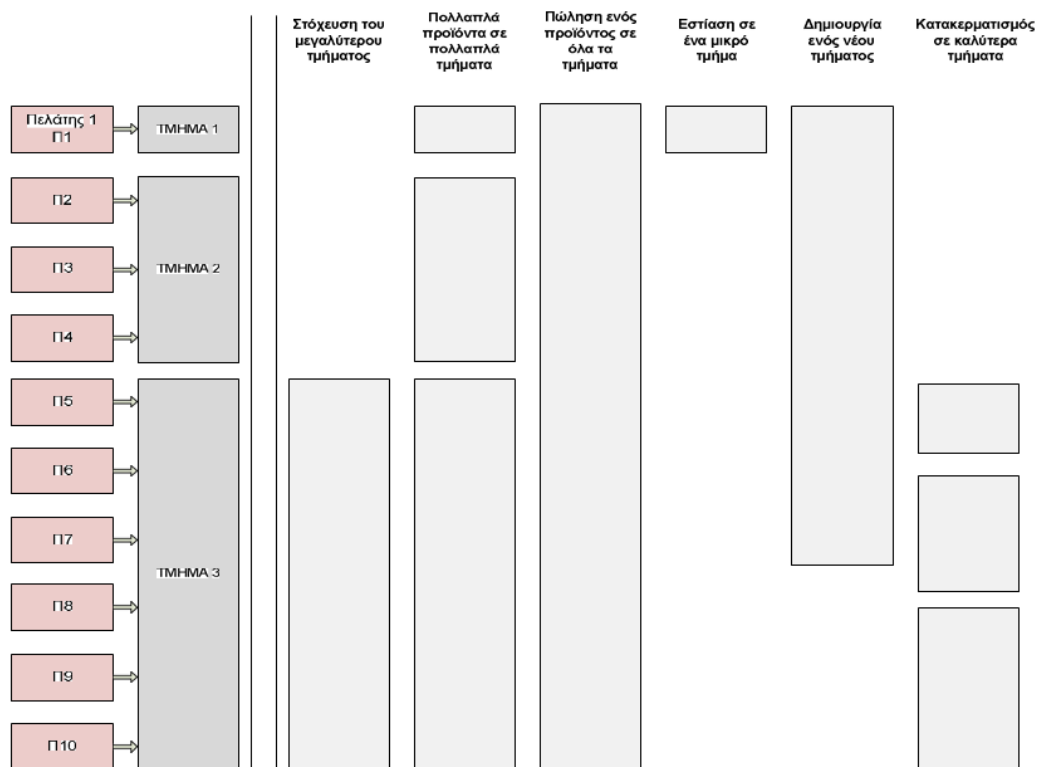 Στόχευση του
μεγαλύτερου
τμήματος
Πολλαπλά
προϊόντα σε
πολλαπλά
τμήματα
Πώληση ενός
προϊόντος σε
όλα τα
τμήματα
Εστίαση σε
ένα μικρό
τμήμα
Δημιουργία
ενός νέου
τμήματος
Κατακερματισμός
σε καλύτερα
τμήματα
Πελάτης 1
Π1
ΤΜΗΜΑ 1
Π2
Π3
ΤΜΗΜΑ 2
Π4
Π5
Π6
Π7
ΤΜΗΜΑ 3
Π8
Π9
Π10